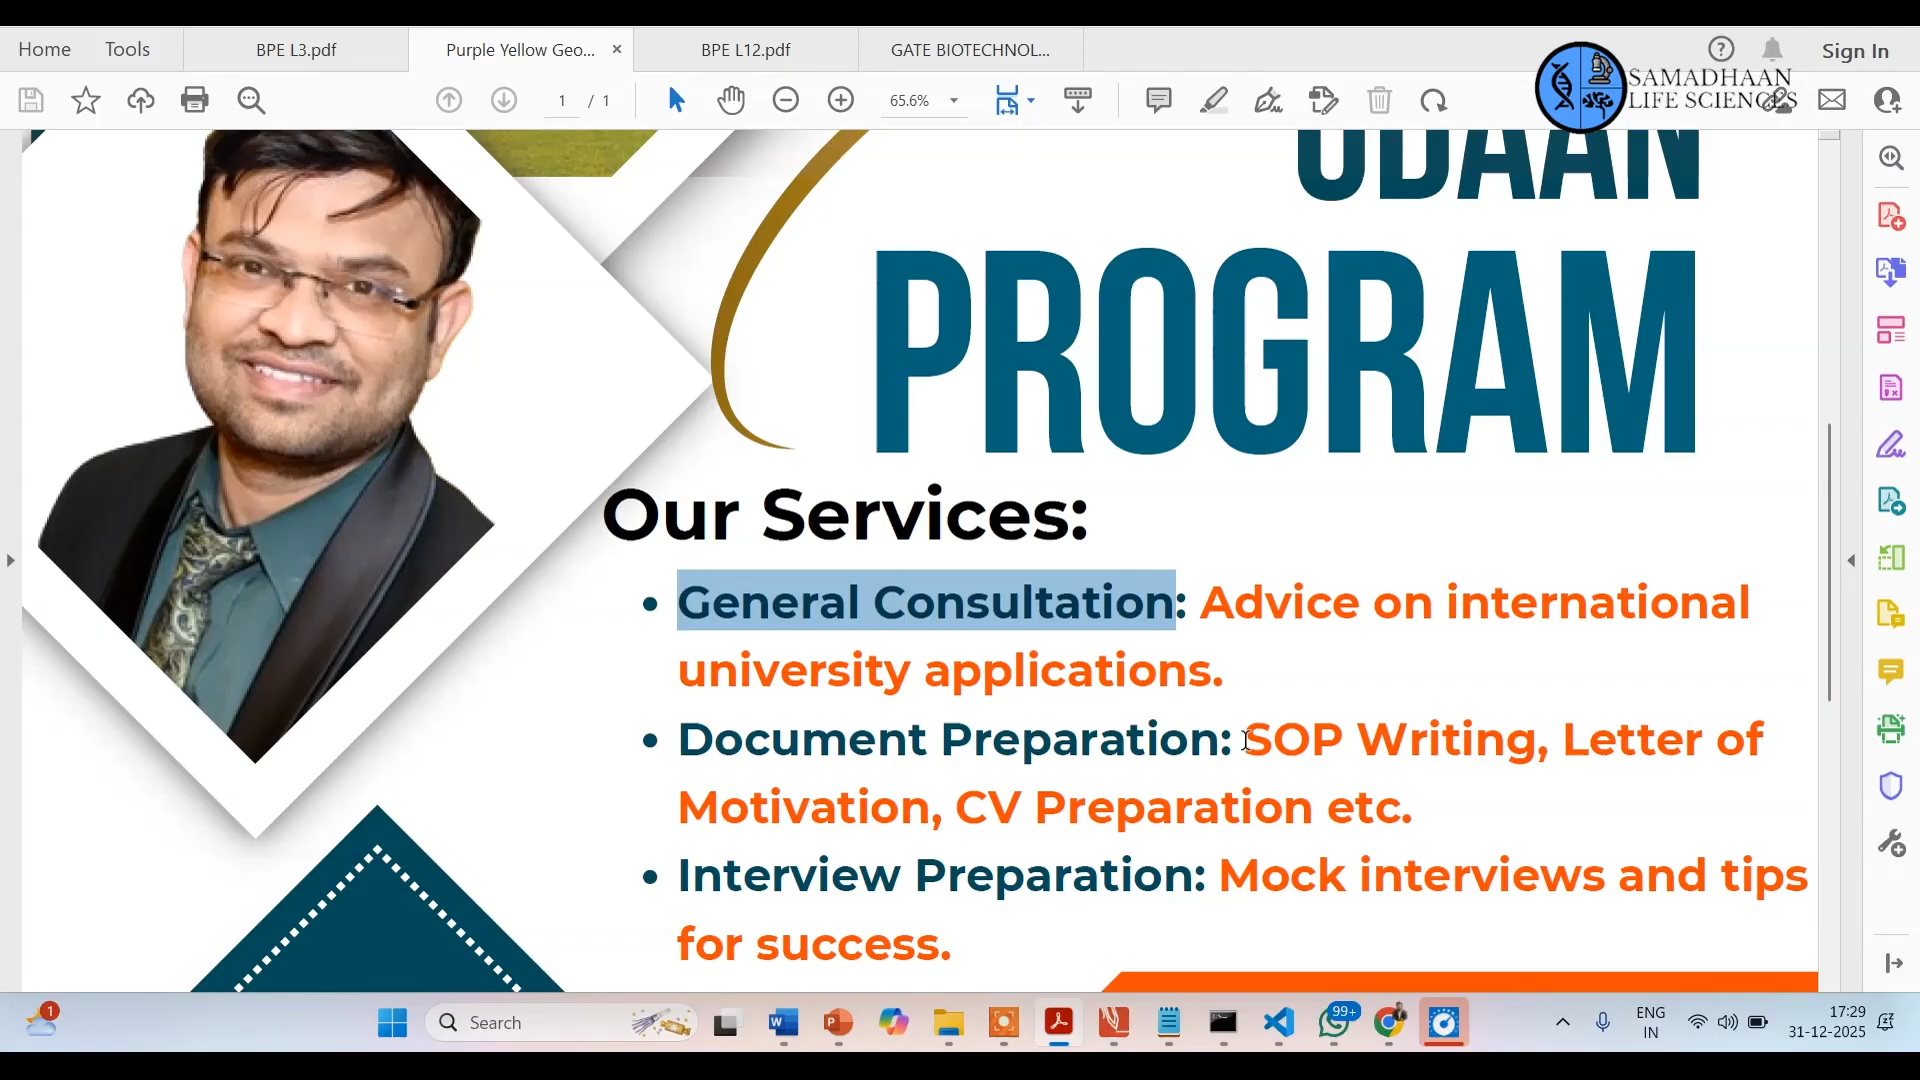 Home
Tools
BPE L3.pdf
Purple Yellow Geo...
BPE L12.pdf
GATE BIOTECHNOL...
Sign In
1 / 1
65.6%
SAMADHAAN
LIFE SCIENCES
UDAAN
PROGRAM
Our Services:
• General Consultation: Advice on international
university applications.
• Document Preparation: SOP Writing, Letter of
Motivation, CV Preparation etc.
• Interview Preparation: Mock interviews and tips
for success.
1
Search
99+
ENG
IN
17:29
31-12-2025